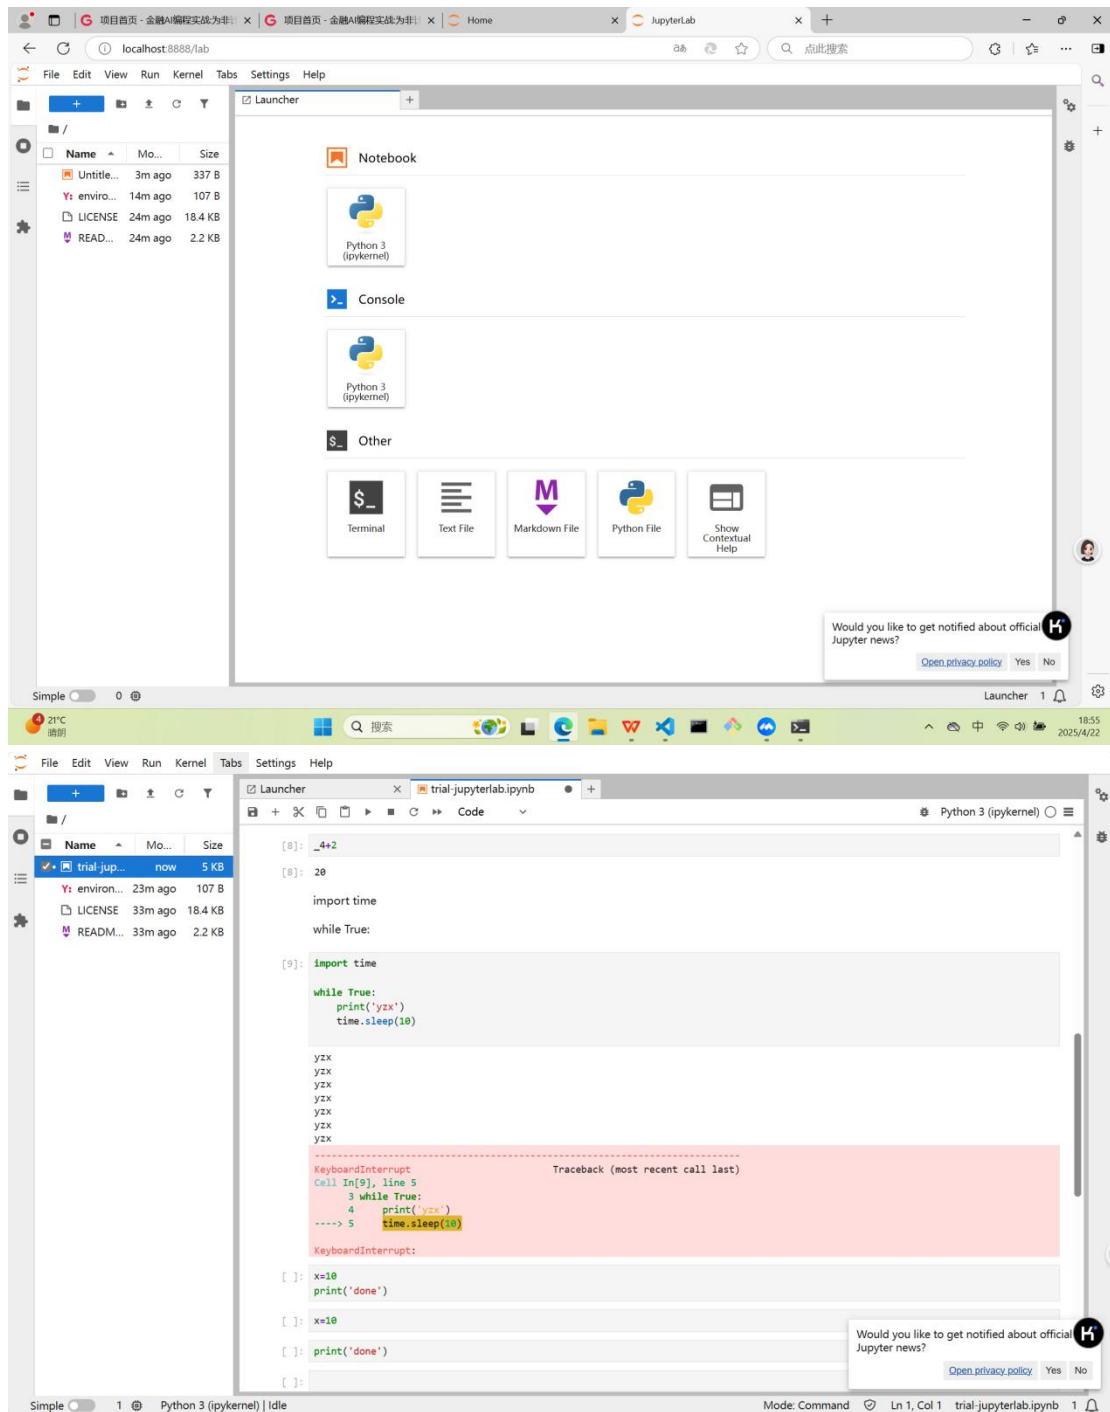 项目首页 - 金融AI编程实战:为非 项目首页 - 金融AI编程实战:为非 Home JupyterLab
localhost:8888/lab 点此搜索
File Edit View Run Kernel Tabs Settings Help
Launcher
/
Name Mo... Size
Untitle... 3m ago 337 B
Y: enviro... 14m ago 107 B
LICENSE 24m ago 18.4 KB
READ... 24m ago 2.2 KB
Notebook
Python 3
(ipykernel)
Console
Python 3
(ipykernel)
$_ Other
$_ M
Terminal Text File Markdown File Python File Show
Contextual
Help
Would you like to get notified about official
Jupyter news?
Open privacy policy Yes No
Simple 0 Launcher 1
4 21°C
晴朗
搜索
中
18:55
2025/4/22
File Edit View Run Kernel Tabs Settings Help
Launcher trial-jupyterlab.ipynb
Code Python 3 (ipykernel)
/
Name Mo... Size
trial-jup... now 5 KB
Y: environ... 23m ago 107 B
LICENSE 33m ago 18.4 KB
READM... 33m ago 2.2 KB
[8]: _4+2
[8]: 20
import time
while True:
[9]: import time
while True:
print('yzx')
time.sleep(10)
yzx
yzx
yzx
yzx
yzx
yzx
yzx
---------------------------------------------------------------------------
KeyboardInterrupt Traceback (most recent call last)
Cell In[9], line 5
3 while True:
4 print('yzx')
----> 5 time.sleep(10)
KeyboardInterrupt:
[ ]: x=10
print('done')
[ ]: x=10
[ ]: print('done')
[ ]:
Would you like to get notified about official
Jupyter news?
Open privacy policy Yes No
Simple 1 Python 3 (ipykernel) | Idle Mode: Command Ln 1, Col 1 trial-jupyterlab.ipynb 1